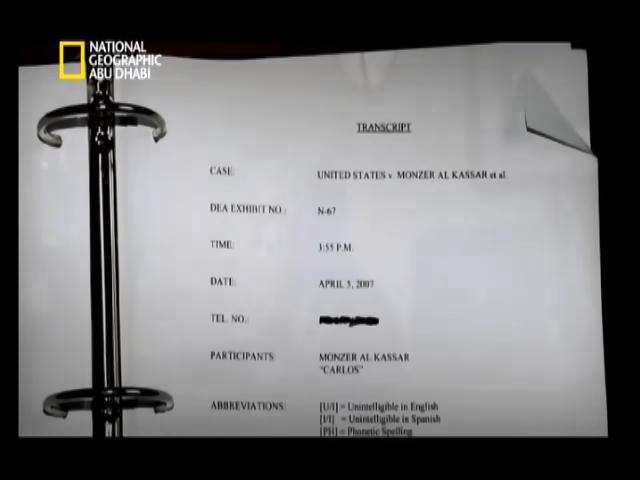 NATIONAL
GEOGRAPHIC
ABU DHABI
TRANSCRIPT
CASE: UNITED STATES v. MONZER AL KASSAR et al.
DEA EXHIBIT NO.: N-67
TIME: 3:55 P.M.
DATE: APRIL 5, 2007
TEL. NO.:
PARTICIPANTS: MONZER AL KASSAR
"CARLOS"
ABBREVIATIONS: [U/I] = Unintelligible in English
[I/I] = Unintelligible in Spanish
[PH] = Phonetic Spelling